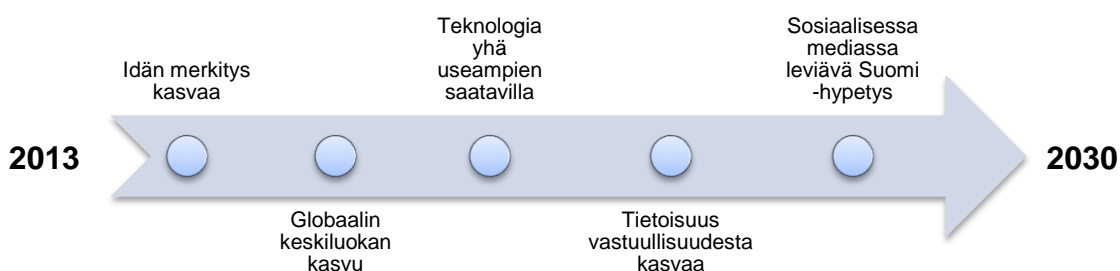 Idän merkitys
kasvaa
Teknologia
yhä
useampien
saatavilla
Sosiaalisessa
mediassa
leviävä Suomi
-hypetys
2013
2030
Globaalin
keskiluokan
kasvu
Tietoisuus
vastuullisuudesta
kasvaa